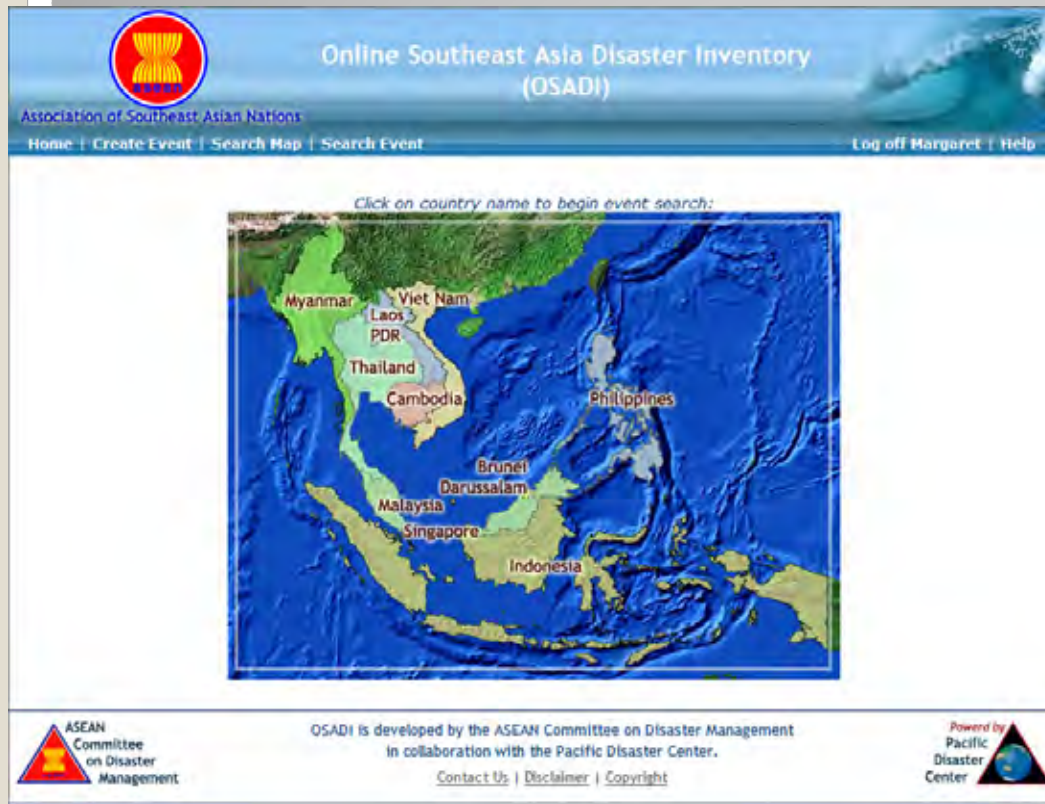 Online Southeast Asia Disaster Inventory
(OSADI)
ASEAN
Association of Southeast Asian Nations
Home | Create Event | Search Map | Search Event
Log off Margaret | Help
Click on country name to begin event search:
Myanmar
Viet Nam
Laos
PDR
Thailand
Cambodia
Philippines
Brunei
Darussalam
Malaysia
Singapore
Indonesia
ASEAN
Committee
on Disaster
Management
OSADI is developed by the ASEAN Committee on Disaster Management
in collaboration with the Pacific Disaster Center.
Contact Us | Disclaimer | Copyright
Powered by
Pacific
Disaster
Center